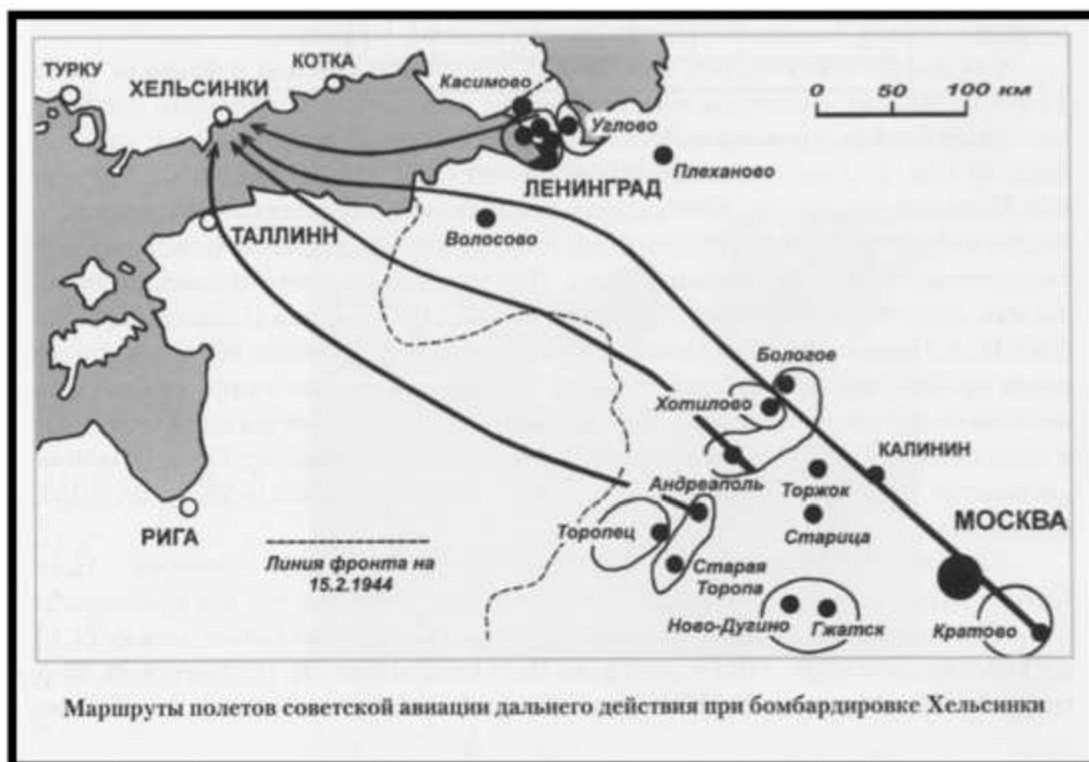 ТУРКУ
ХЕЛЬСИНКИ
КОТКА
Касимово
0 50 100 км
Углово
ЛЕНИНГРАД
Плеханово
ТАЛЛИНН
Волосово
Бологое
Хотилово
КАЛИНИН
Андреаполь
Торжок
РИГА
Торопец
Старица
МОСКВА
Линия фронта на
15.2.1944
Старая
Торопа
Ново-Дугино
Гжатск
Кратово
Маршруты полетов советской авиации дальнего действия при бомбардировке Хельсинки